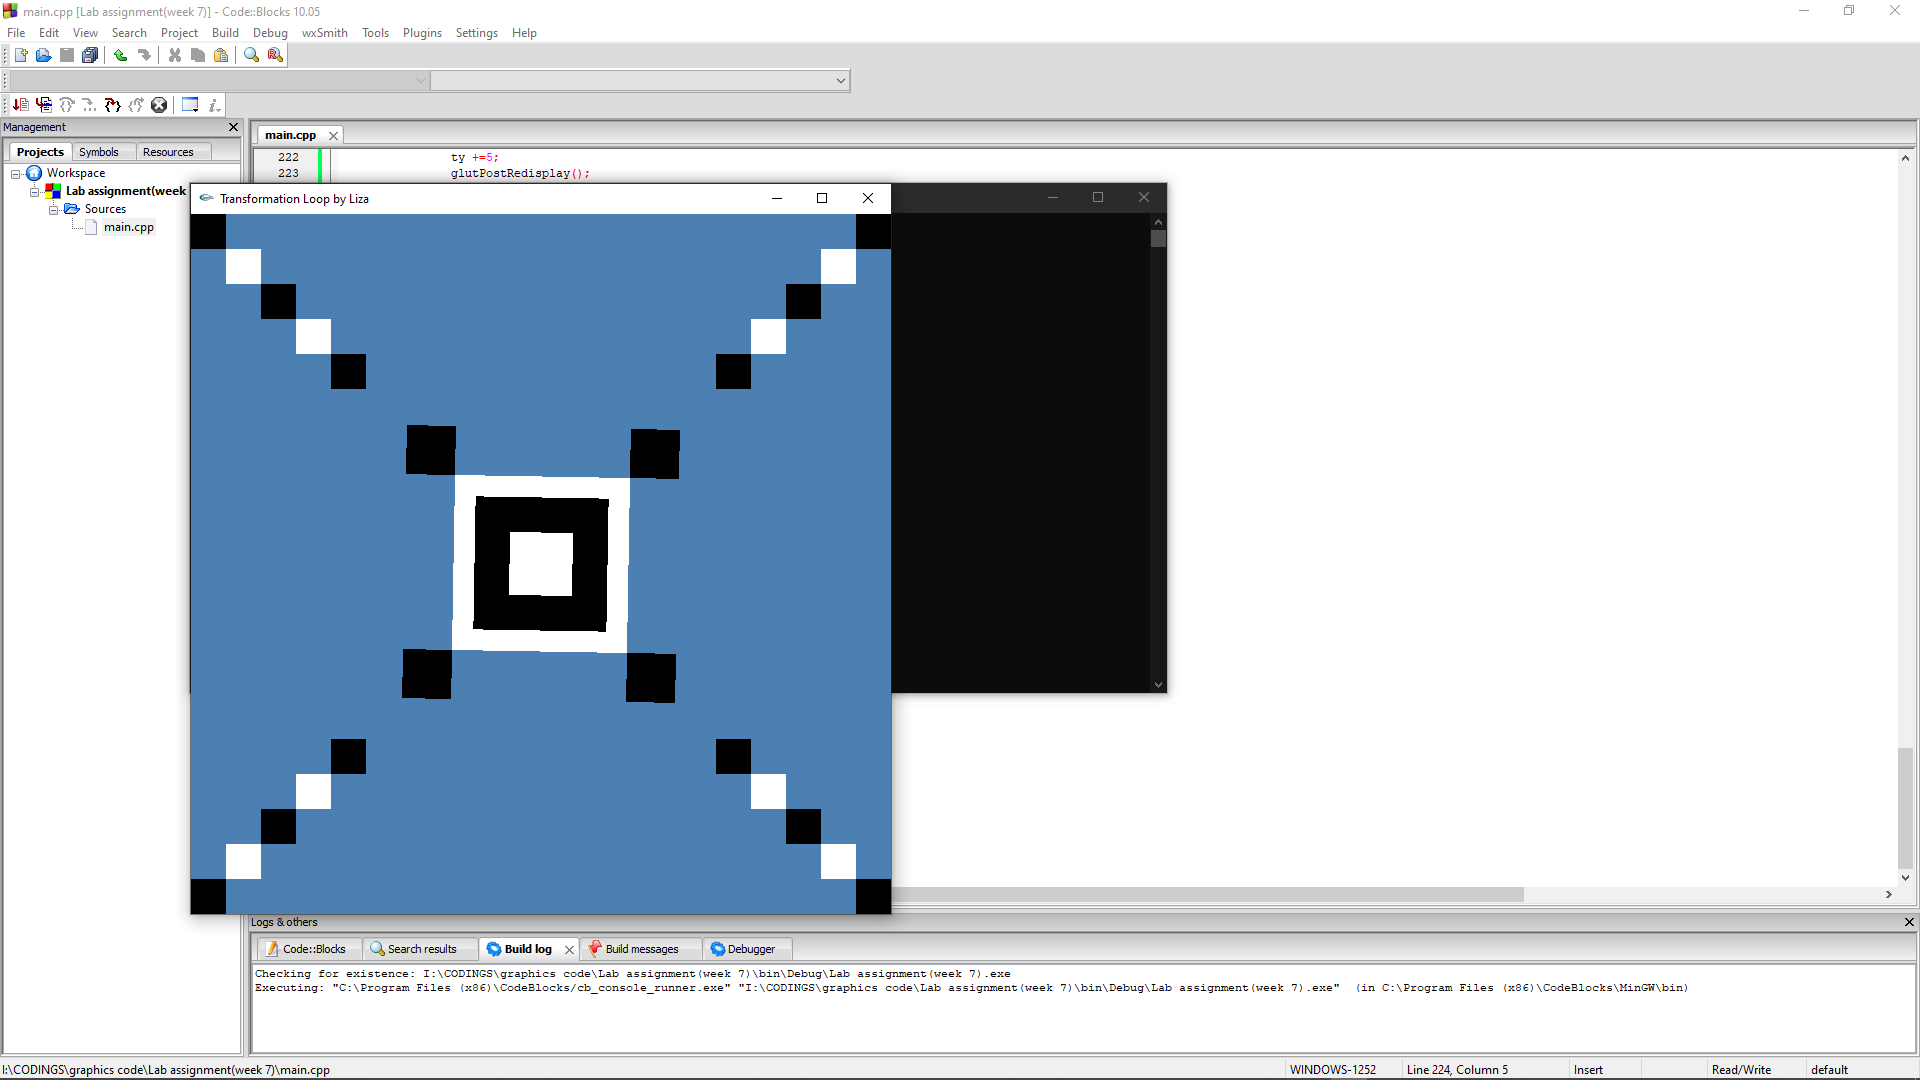 main.cpp [Lab assignment(week 7)] - Code::Blocks 10.05
File Edit View Search Project Build Debug wxSmith Tools Plugins Settings Help
Management
main.cpp
Projects Symbols Resources
222 ty +=5;
223 glutPostRedisplay();
Workspace
Lab assignment(week
Sources
main.cpp
Transformation Loop by Liza
Logs & others
Code::Blocks Search results Build log Build messages Debugger
Checking for existence: I:\CODINGS\graphics code\Lab assignment(week 7)\bin\Debug\Lab assignment(week 7).exe
Executing: "C:\Program Files (x86)\CodeBlocks/cb_console_runner.exe" "I:\CODINGS\graphics code\Lab assignment(week 7)\bin\Debug\Lab assignment(week 7).exe"  (in C:\Program Files (x86)\CodeBlocks\MinGW\bin)
I:\CODINGS\graphics code\Lab assignment(week 7)\main.cpp WINDOWS-1252 Line 224, Column 5 Insert Read/Write default